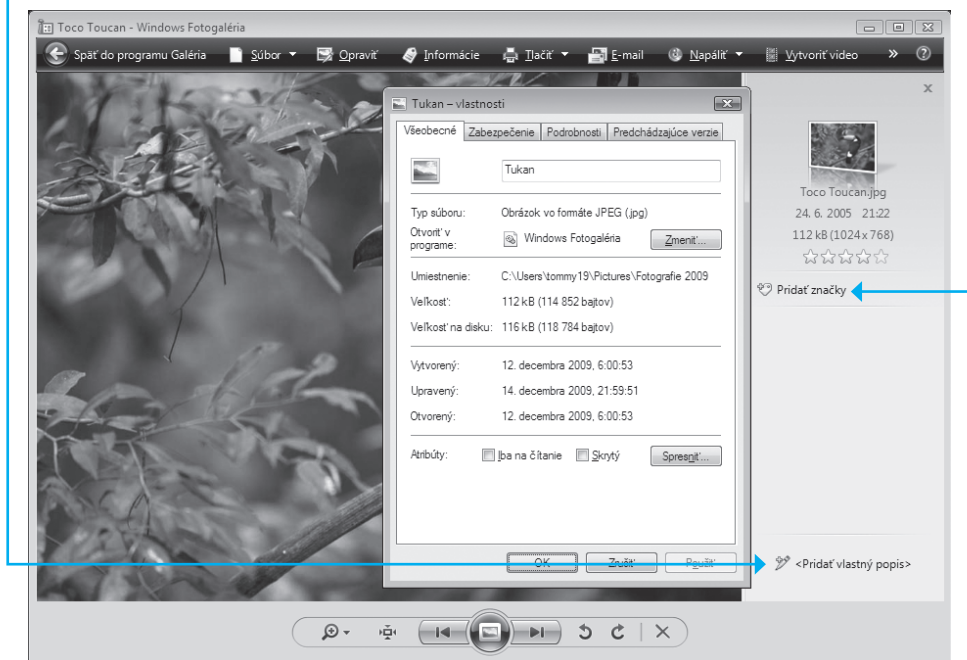 Toco Toucan - Windows Fotogaléria
Späť do programu Galéria Súbor Opraviť Informácie Tlačiť E-mail Napáliť Vytvoriť video »
Tukan – vlastnosti
Všeobecné Zabezpečenie Podrobnosti Predchádzajúce verzie
Tukan
Typ súboru: Obrázok vo formáte JPEG (.jpg)
Otvoriť v programe: Windows Fotogaléria Zmeniť...
Umiestnenie: C:\Users\tommy19\Pictures\Fotografie 2009
Veľkosť: 112 kB (114 852 bajtov)
Veľkosť na disku: 116 kB (118 784 bajtov)
Vytvorený: 12. decembra 2009, 6:00:53
Upravený: 14. decembra 2009, 21:59:51
Otvorený: 12. decembra 2009, 6:00:53
Atribúty: Iba na čítanie Skrytý Spresniť...
OK Zrušiť Použiť
Toco Toucan.jpg
24. 6. 2005 21:22
112 kB (1024x768)
Pridať značky
<Pridať vlastný popis>